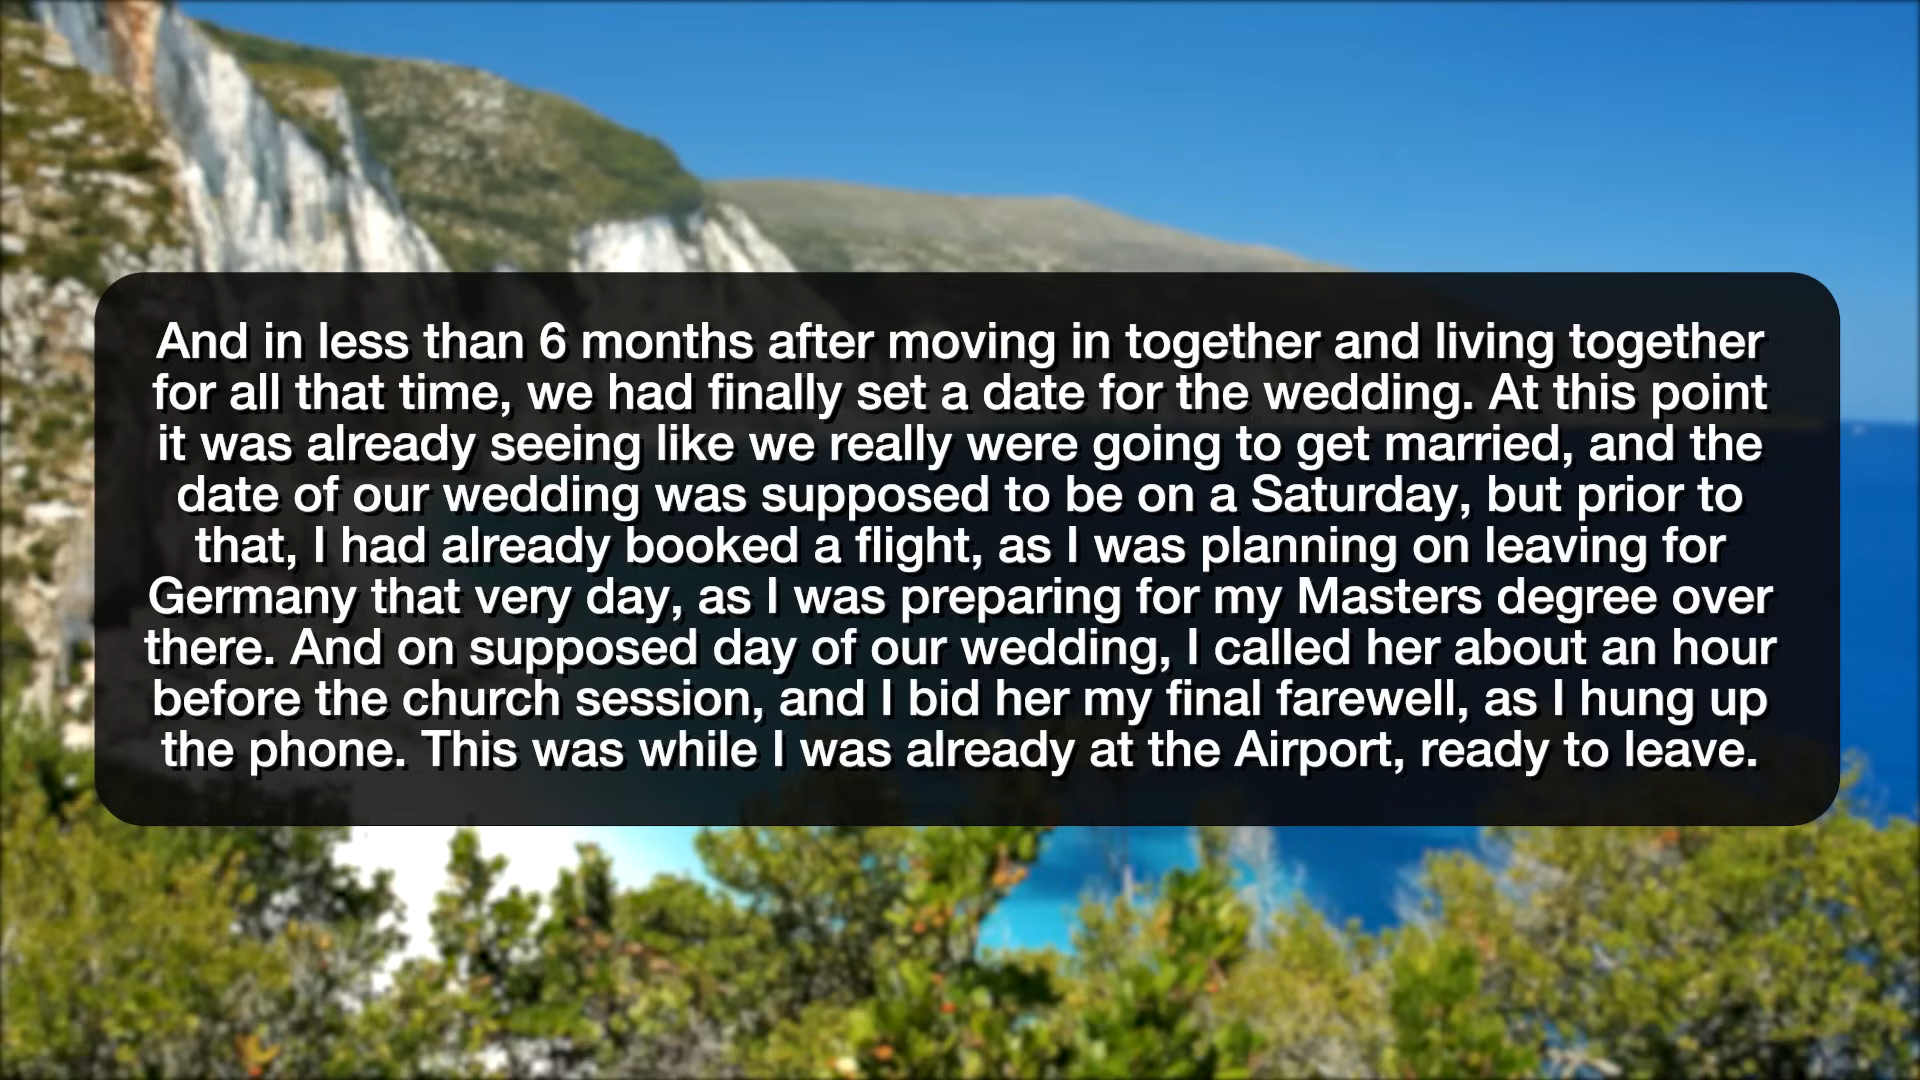 And in less than 6 months after moving in together and living together
for all that time, we had finally set a date for the wedding. At this point
it was already seeing like we really were going to get married, and the
date of our wedding was supposed to be on a Saturday, but prior to
that, I had already booked a flight, as I was planning on leaving for
Germany that very day, as I was preparing for my Masters degree over
there. And on supposed day of our wedding, I called her about an hour
before the church session, and I bid her my final farewell, as I hung up
the phone. This was while I was already at the Airport, ready to leave.